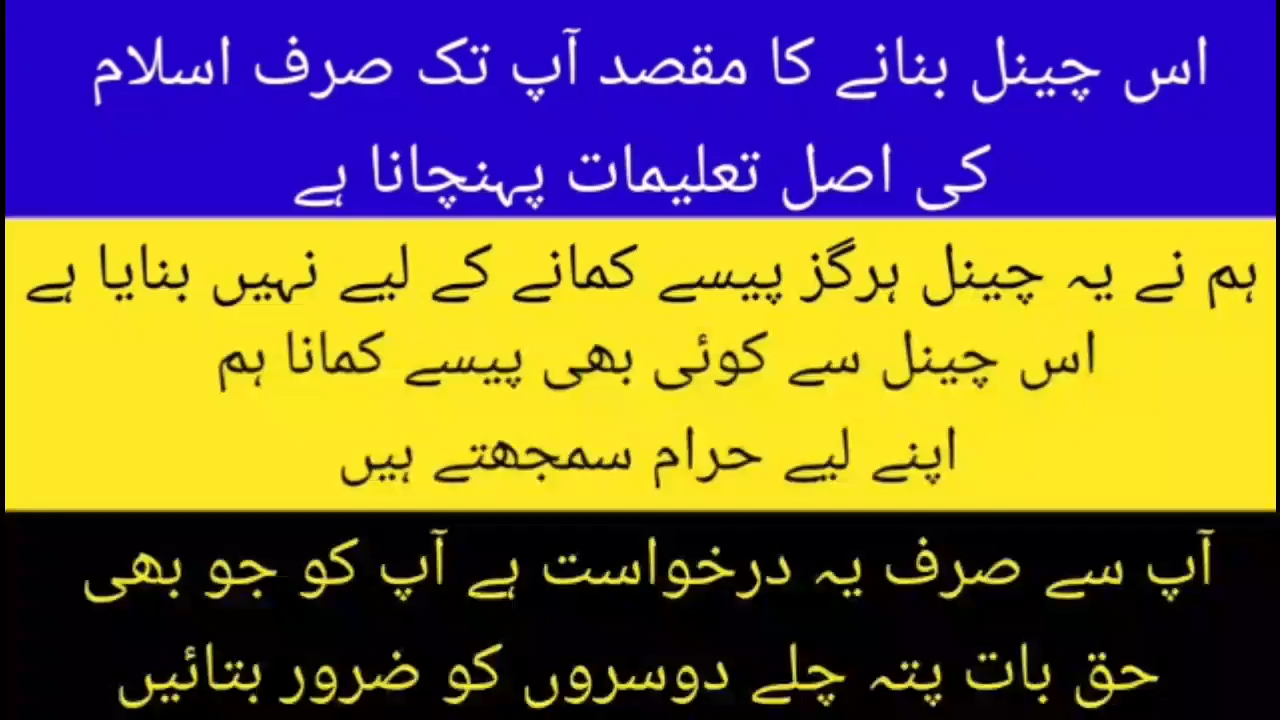 اس چینل بنانے کا مقصد آپ تک صرف اسلام
کی اصل تعلیمات پہنچانا ہے
ہم نے یہ چینل ہرگز پیسے کمانے کے لیے نہیں بنایا ہے
اس چینل سے کوئی بھی پیسے کمانا ہم
اپنے لیے حرام سمجھتے ہیں
آپ سے صرف یہ درخواست ہے آپ کو جو بھی
حق بات پتہ چلے دوسروں کو ضرور بتائیں